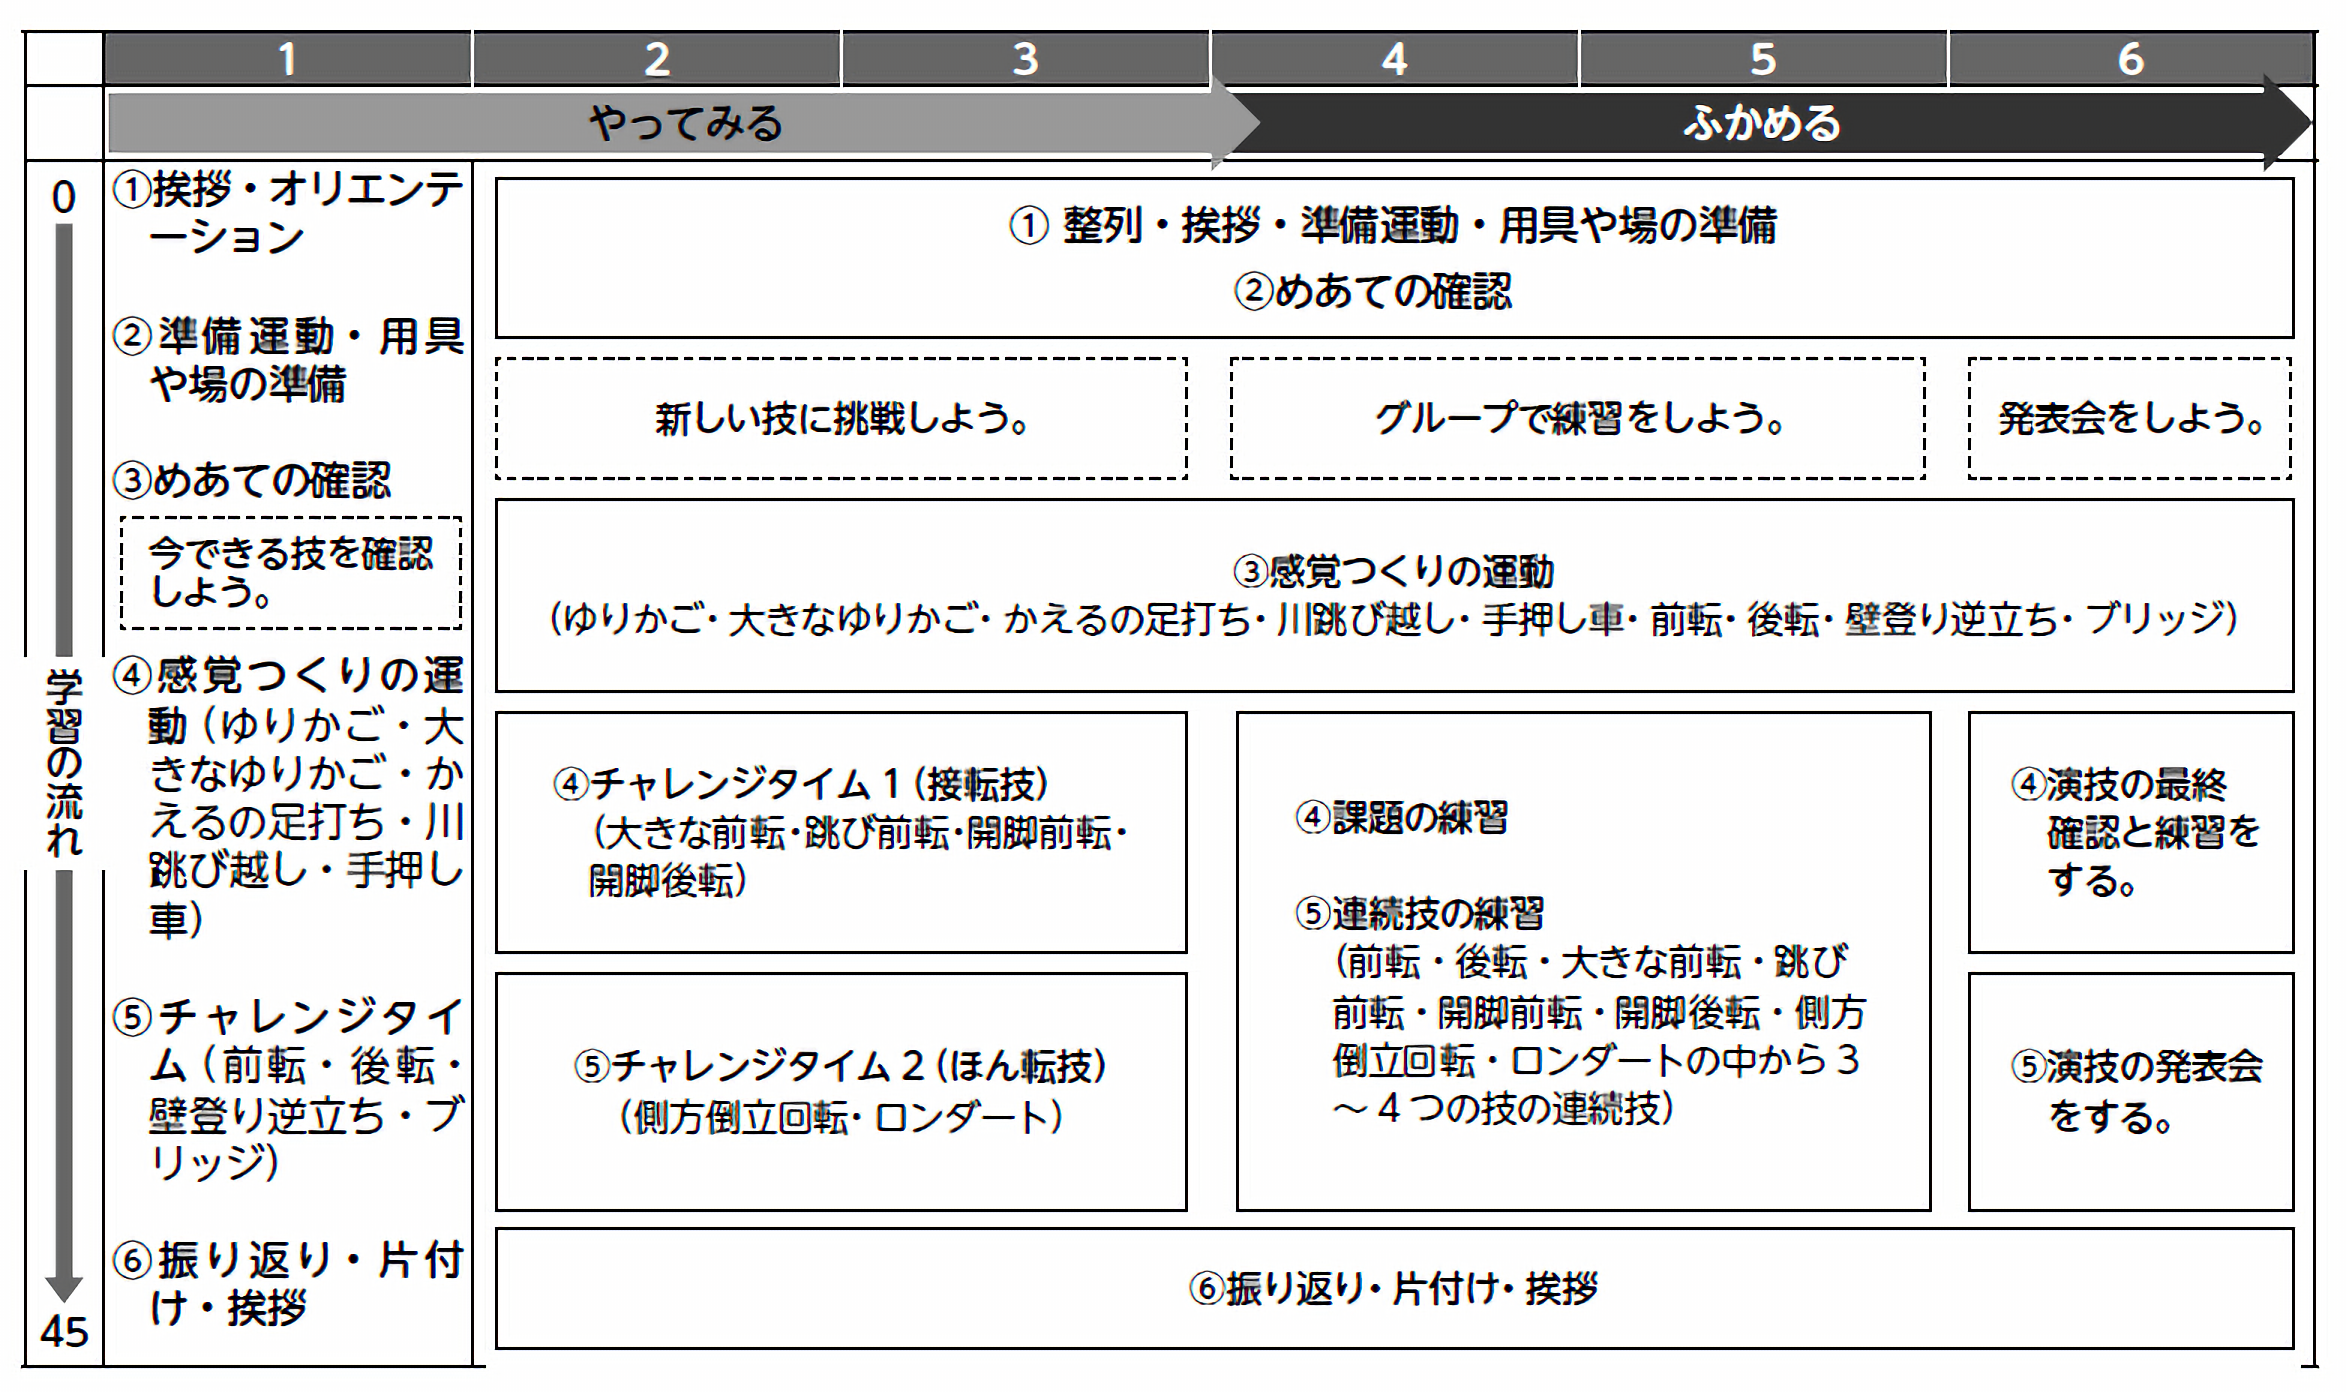 1
2
3
4
5
6
やってみる
ふかめる
0
学習の流れ
45
①挨拶・オリエンテ
ーション
②準備運動・用具
や場の準備
③めあての確認
今できる技を確認
しよう。
④感覚つくりの運
動（ゆりかご・大
きなゆりかご・か
えるの足打ち・川
跳び越し・手押し
車）
⑤チャレンジタイ
ム（前転・後転・
壁登り逆立ち・ブ
リッジ）
⑥振り返り・片付
け・挨拶
① 整列・挨拶・準備運動・用具や場の準備
②めあての確認
新しい技に挑戦しよう。
グループで練習をしよう。
発表会をしよう。
③感覚つくりの運動
（ゆりかご・大きなゆりかご・かえるの足打ち・川跳び越し・手押し車・前転・後転・壁登り逆立ち・ブリッジ）
④チャレンジタイム1（接転技）
（大きな前転・跳び前転・開脚前転・
開脚後転）
⑤チャレンジタイム2（ほん転技）
（側方倒立回転・ロンダート）
④課題の練習
⑤連続技の練習
（前転・後転・大きな前転・跳び
前転・開脚前転・開脚後転・側方
倒立回転・ロンダートの中から3
～4つの技の連続技）
④演技の最終
確認と練習を
する。
⑤演技の発表会
をする。
⑥振り返り・片付け・挨拶